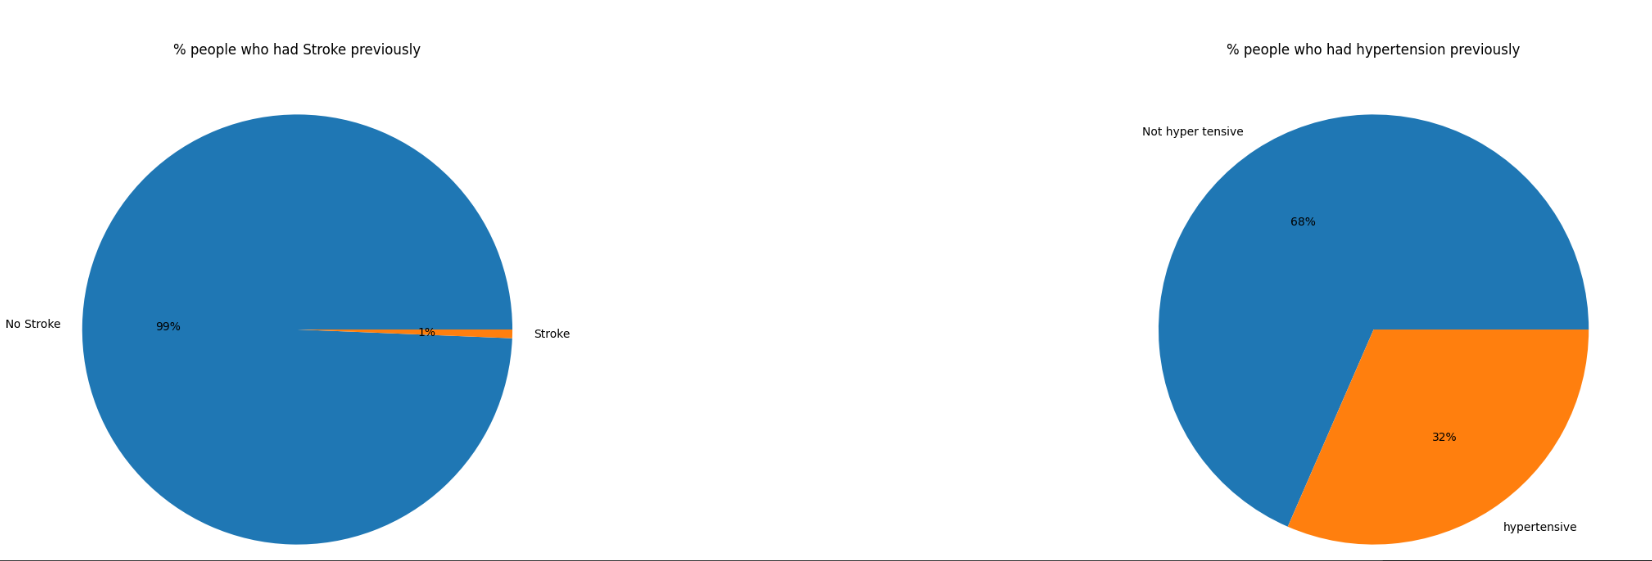 % people who had Stroke previously
No Stroke
99%
1%
Stroke
% people who had hypertension previously
Not hyper tensive
68%
32%
hypertensive